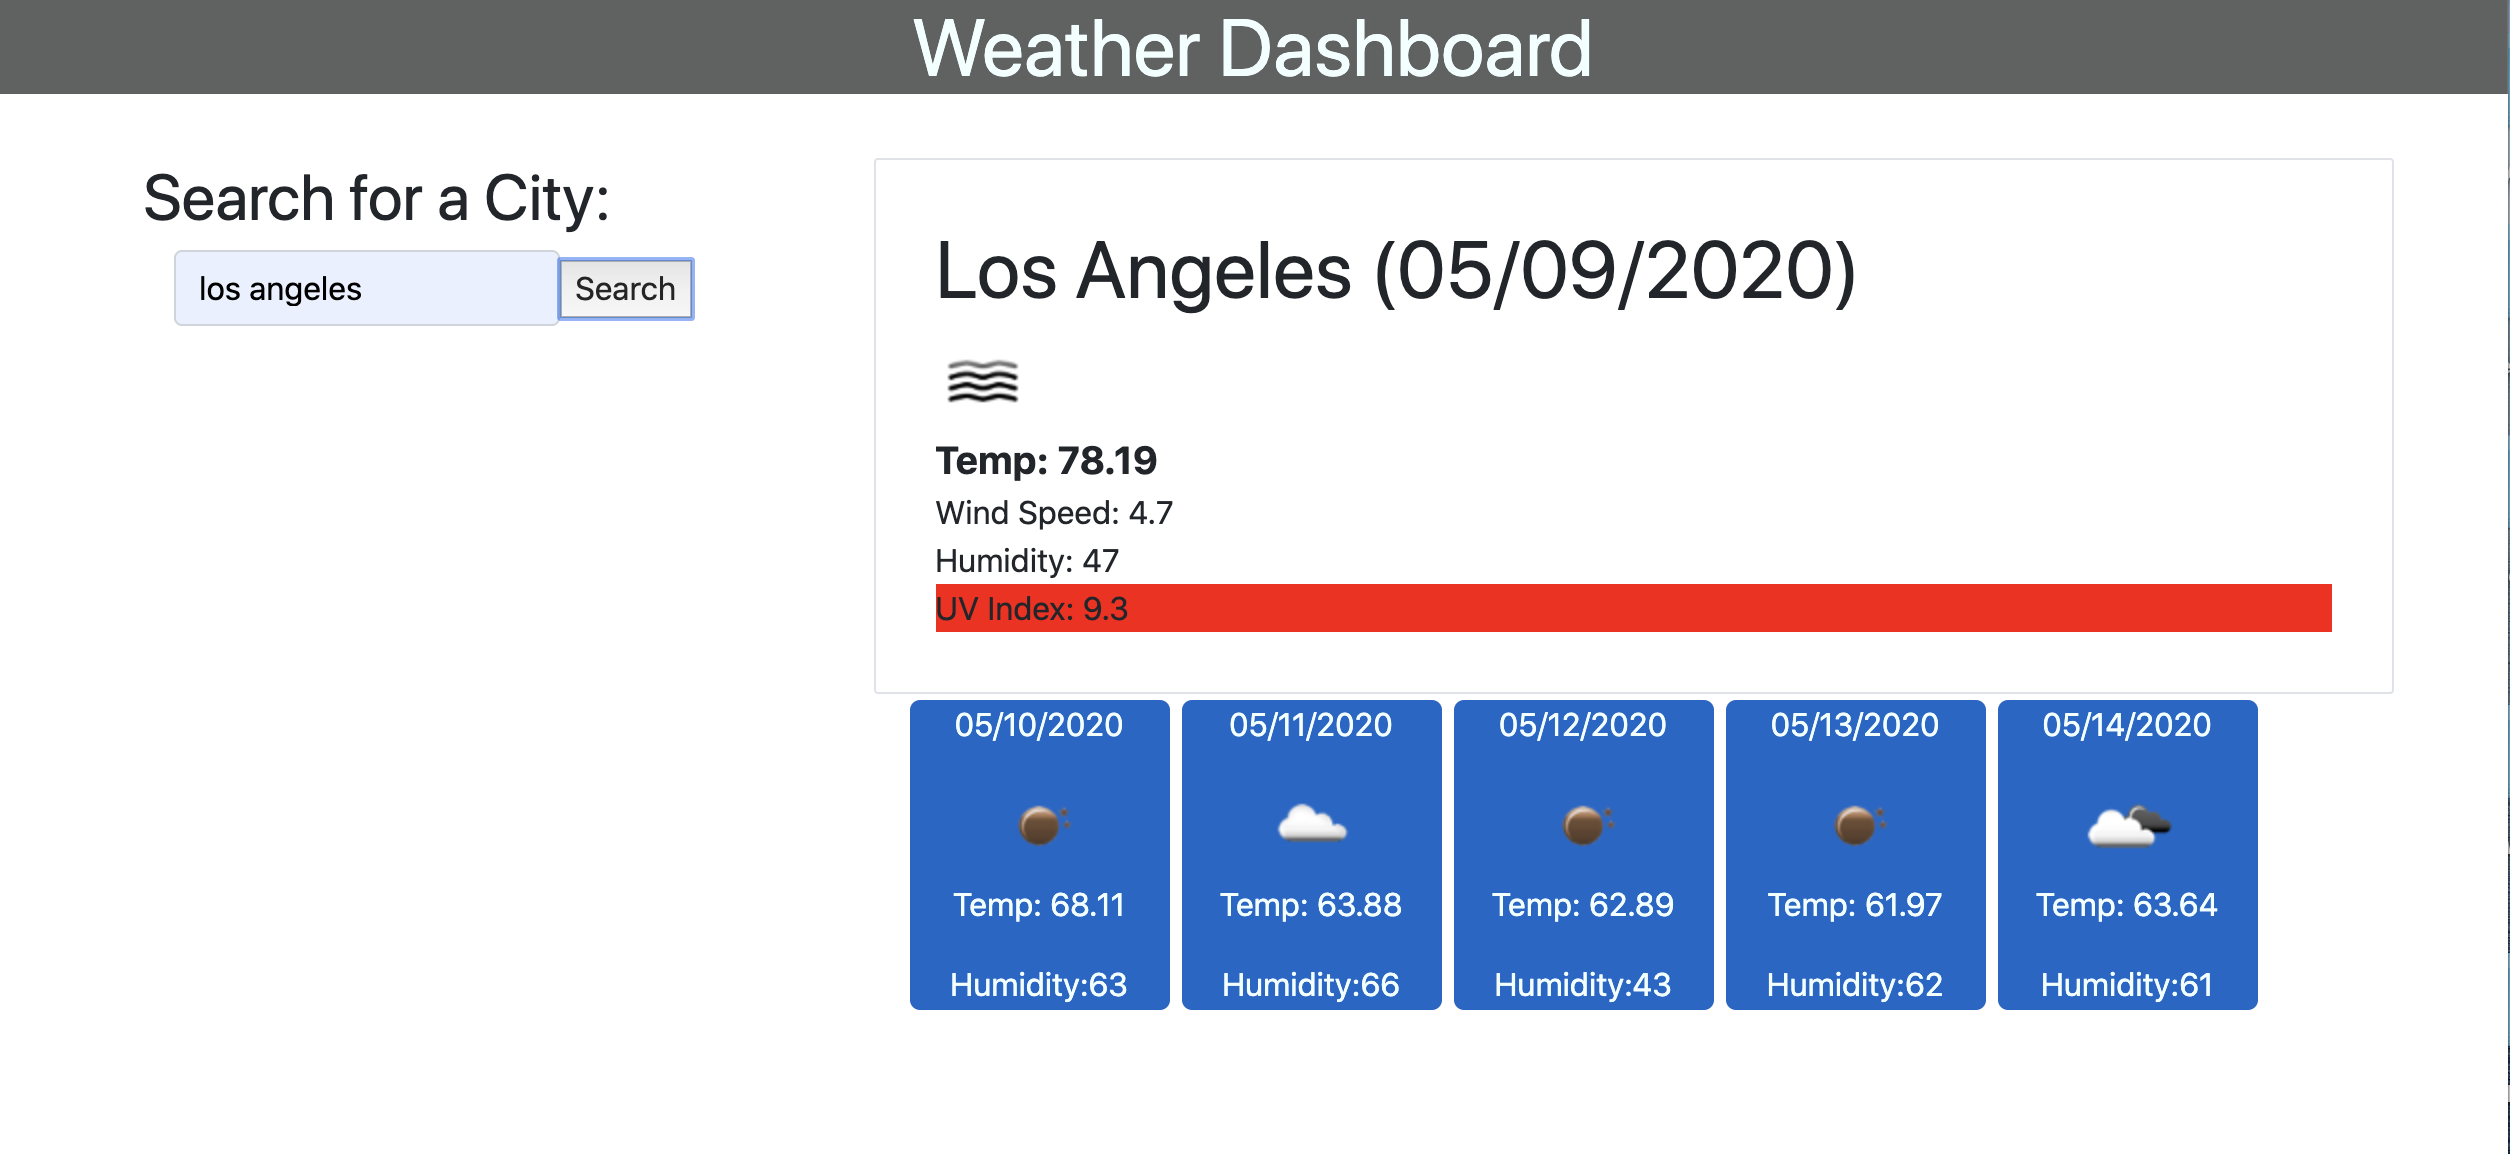 Weather Dashboard
Search for a City:
los angeles
Search
Los Angeles (05/09/2020)
Temp: 78.19
Wind Speed: 4.7
Humidity: 47
UV Index: 9.3
05/10/2020
Temp: 68.11
Humidity:63
05/11/2020
Temp: 63.88
Humidity:66
05/12/2020
Temp: 62.89
Humidity:43
05/13/2020
Temp: 61.97
Humidity:62
05/14/2020
Temp: 63.64
Humidity:61